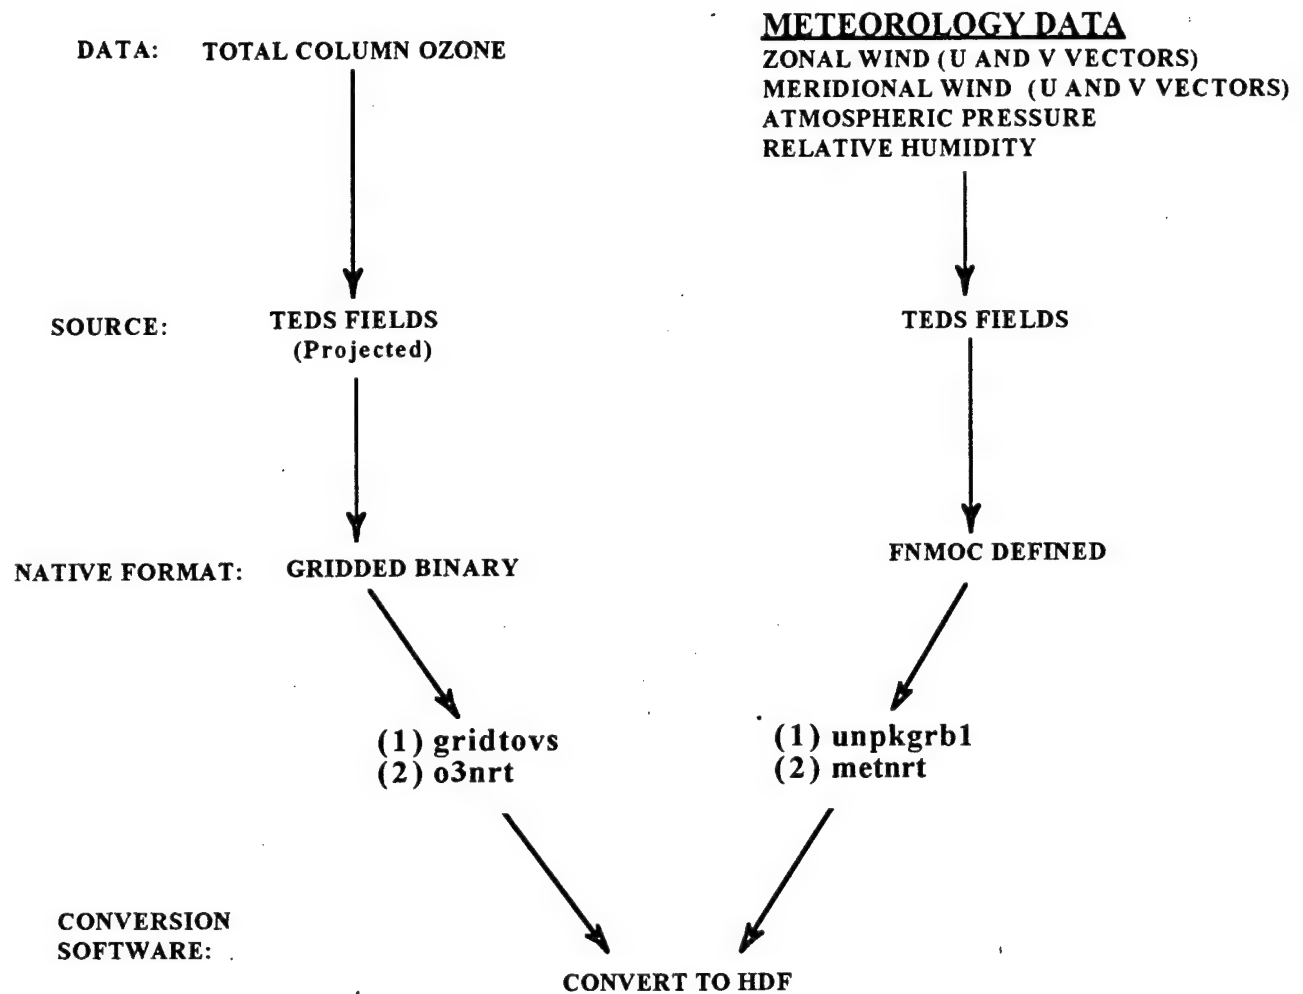 DATA: TOTAL COLUMN OZONE
METEOROLOGY DATA
ZONAL WIND (U AND V VECTORS)
MERIDIONAL WIND (U AND V VECTORS)
ATMOSPHERIC PRESSURE
RELATIVE HUMIDITY
SOURCE: TEDS FIELDS
(Projected)
TEDS FIELDS
NATIVE FORMAT: GRIDDED BINARY
FNMOC DEFINED
(1) gridtovs
(2) o3nrt
(1) unpkgrb1
(2) metnrt
CONVERSION
SOFTWARE:
CONVERT TO HDF